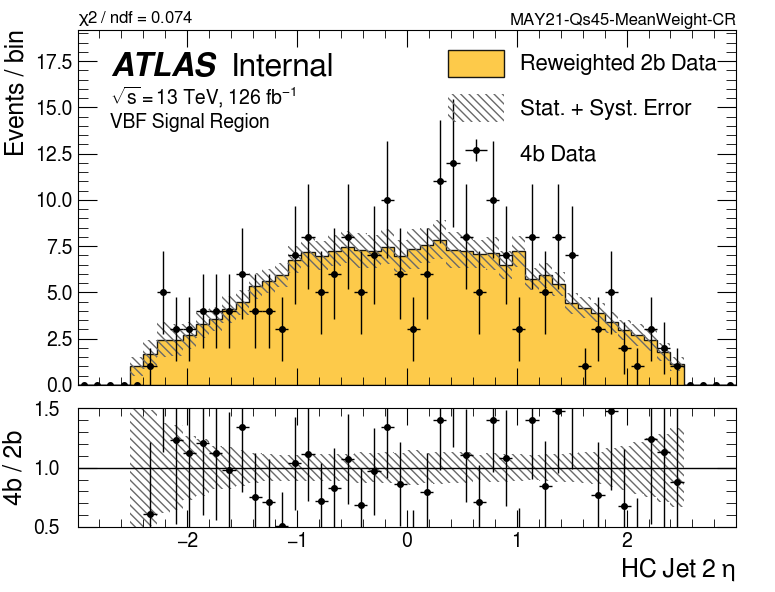 χ2 / ndf = 0.074
MAY21-Qs45-MeanWeight-CR
ATLAS Internal
√s = 13 TeV, 126 fb⁻¹
VBF Signal Region
Reweighted 2b Data
Stat. + Syst. Error
4b Data
Events / bin
17.5
15.0
12.5
10.0
7.5
5.0
2.5
0.0
4b / 2b
1.5
1.0
0.5
−2 −1 0 1 2
HC Jet 2 η